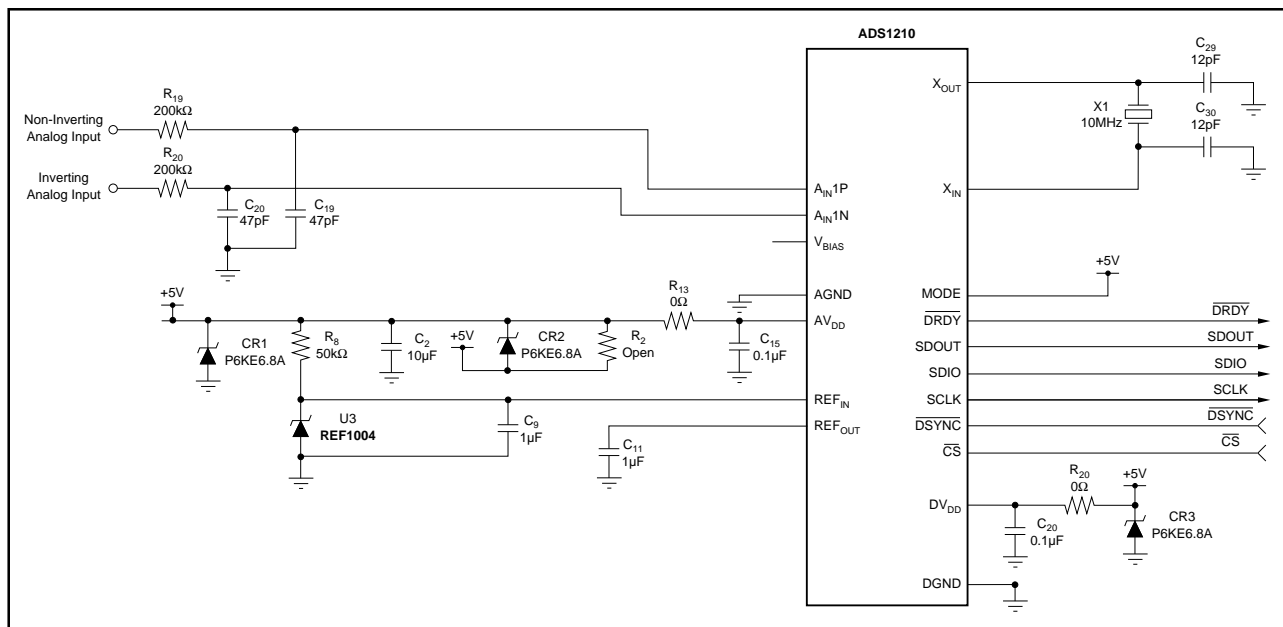 ADS1210
C29
12pF
XOUT
R19
200kΩ
X1
10MHz
C30
12pF
Non-Inverting
Analog Input
R20
200kΩ
Inverting
Analog Input
AIN1P
XIN
C20
47pF
C19
47pF
AIN1N
VBIAS
+5V
R13
0Ω
AGND
MODE
+5V
AVDD
DRDY
DRDY
CR1
P6KE6.8A
R8
50kΩ
C2
10µF
+5V
CR2
P6KE6.8A
R2
Open
C15
0.1µF
SDOUT
SDOUT
SDIO
SDIO
SCLK
SCLK
U3
REF1004
C9
1µF
REFIN
REFOUT
C11
1µF
DSYNC
DSYNC
CS
CS
R20
0Ω
+5V
DVDD
C20
0.1µF
CR3
P6KE6.8A
DGND